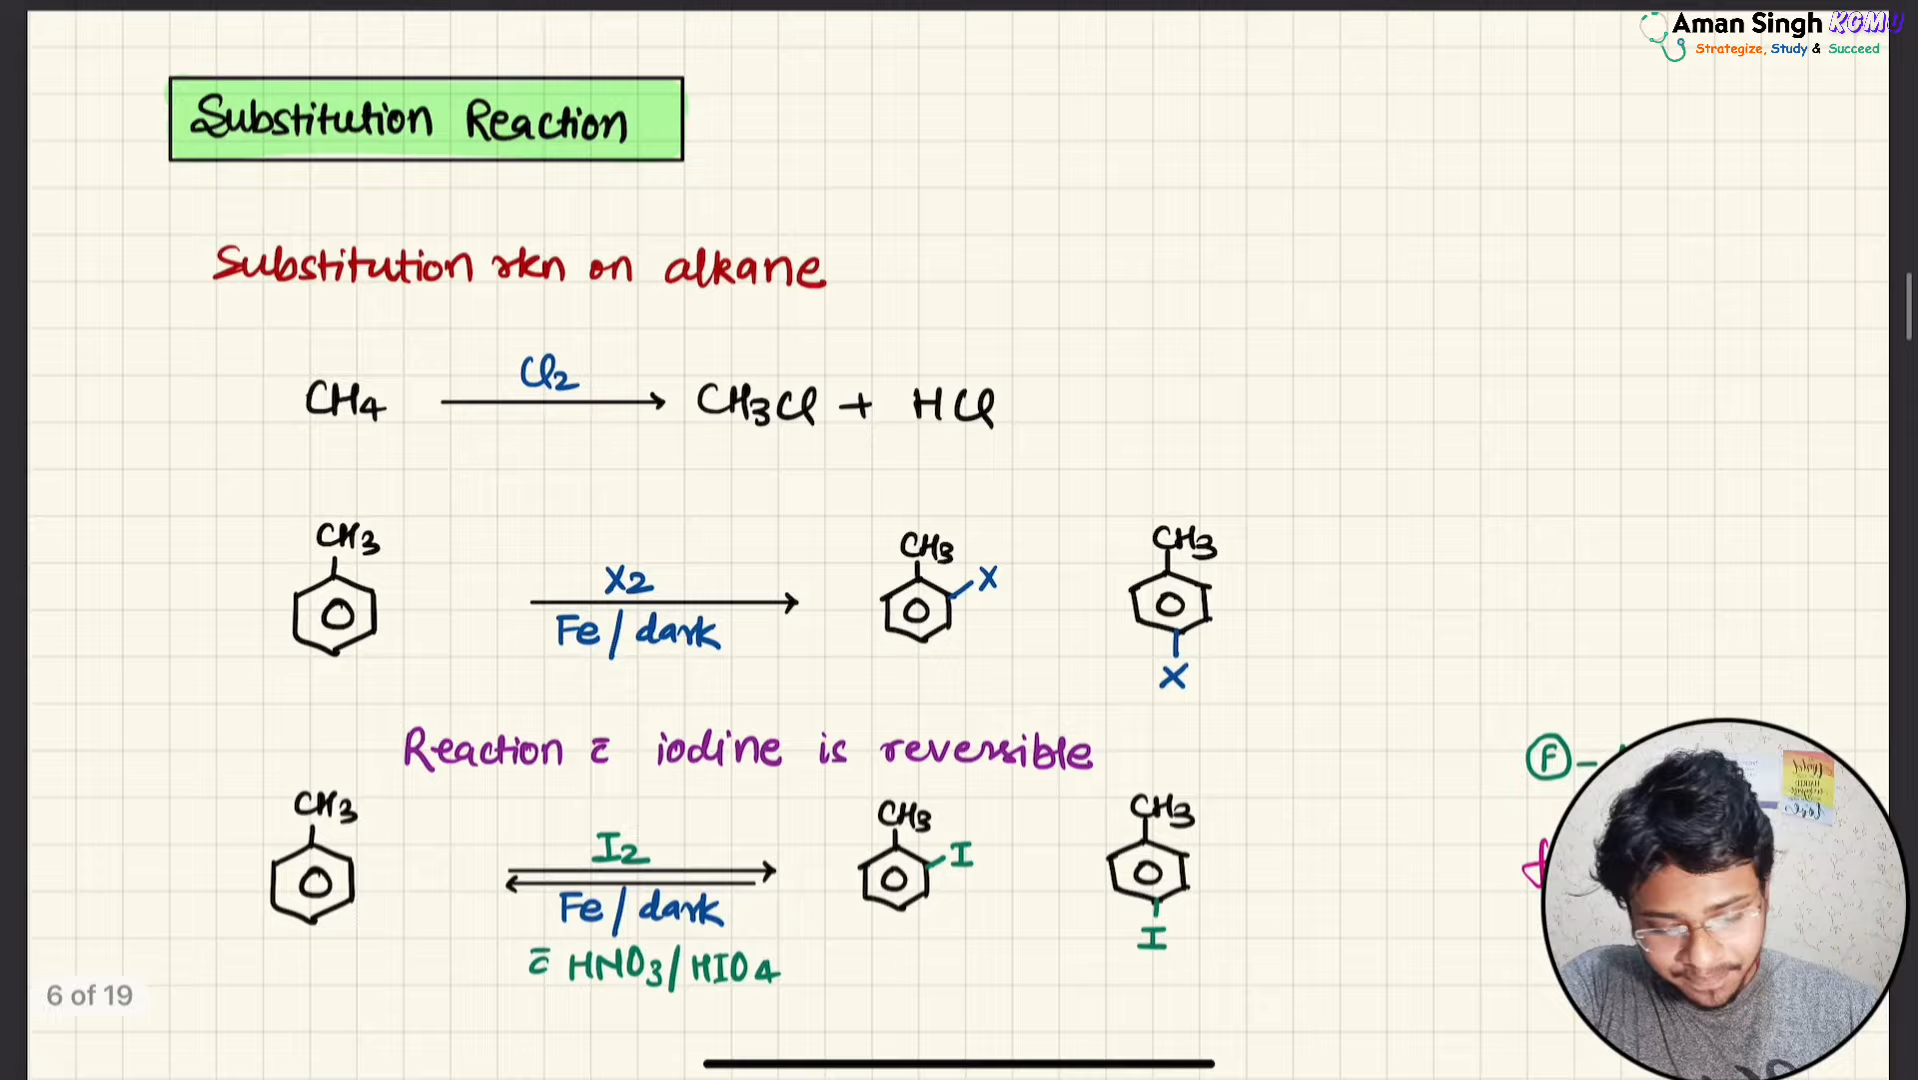 Aman Singh KGMU
Strategize, Study & Succeed
Substitution Reaction
Substitution rkn on alkane
Cl2
CH4 → CH3Cl + HCl
CH3
X2
Fe/dark
CH3
X
CH3
X
Reaction c̄ iodine is reversible
F -
CH3
I2
Fe/dark
c̄ HNO3/HIO4
CH3
I
CH3
I
6 of 19